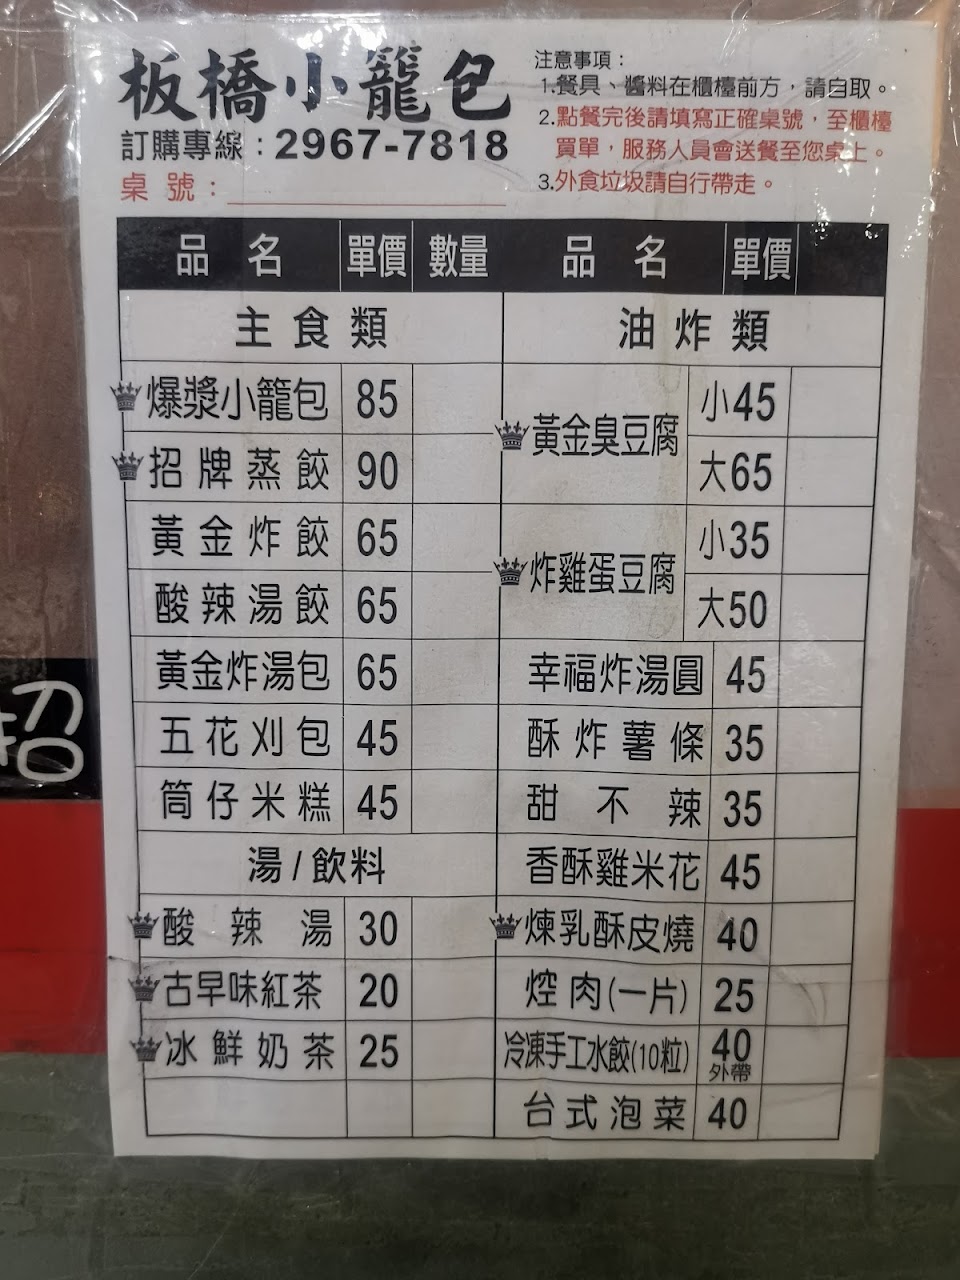 板橋小籠包
訂購專線：2967-7818
桌號：
注意事項：
1.餐具、醬料在櫃檯前方，請自取。
2.點餐完後請填寫正確桌號，至櫃檯
買單，服務人員會送餐至您桌上。
3.外食垃圾請自行帶走。
品名 單價 數量 品名 單價
主食類
爆漿小籠包 85
招牌蒸餃 90
黃金炸餃 65
酸辣湯餃 65
黃金炸湯包 65
五花刈包 45
筒仔米糕 45
湯/飲料
酸辣湯 30
古早味紅茶 20
冰鮮奶茶 25
油炸類
黃金臭豆腐 小45
大65
炸雞蛋豆腐 小35
大50
幸福炸湯圓 45
酥炸薯條 35
甜不辣 35
香酥雞米花 45
煉乳酥皮燒 40
焢肉(一片) 25
冷凍手工水餃(10粒) 40
外帶
台式泡菜 40
招